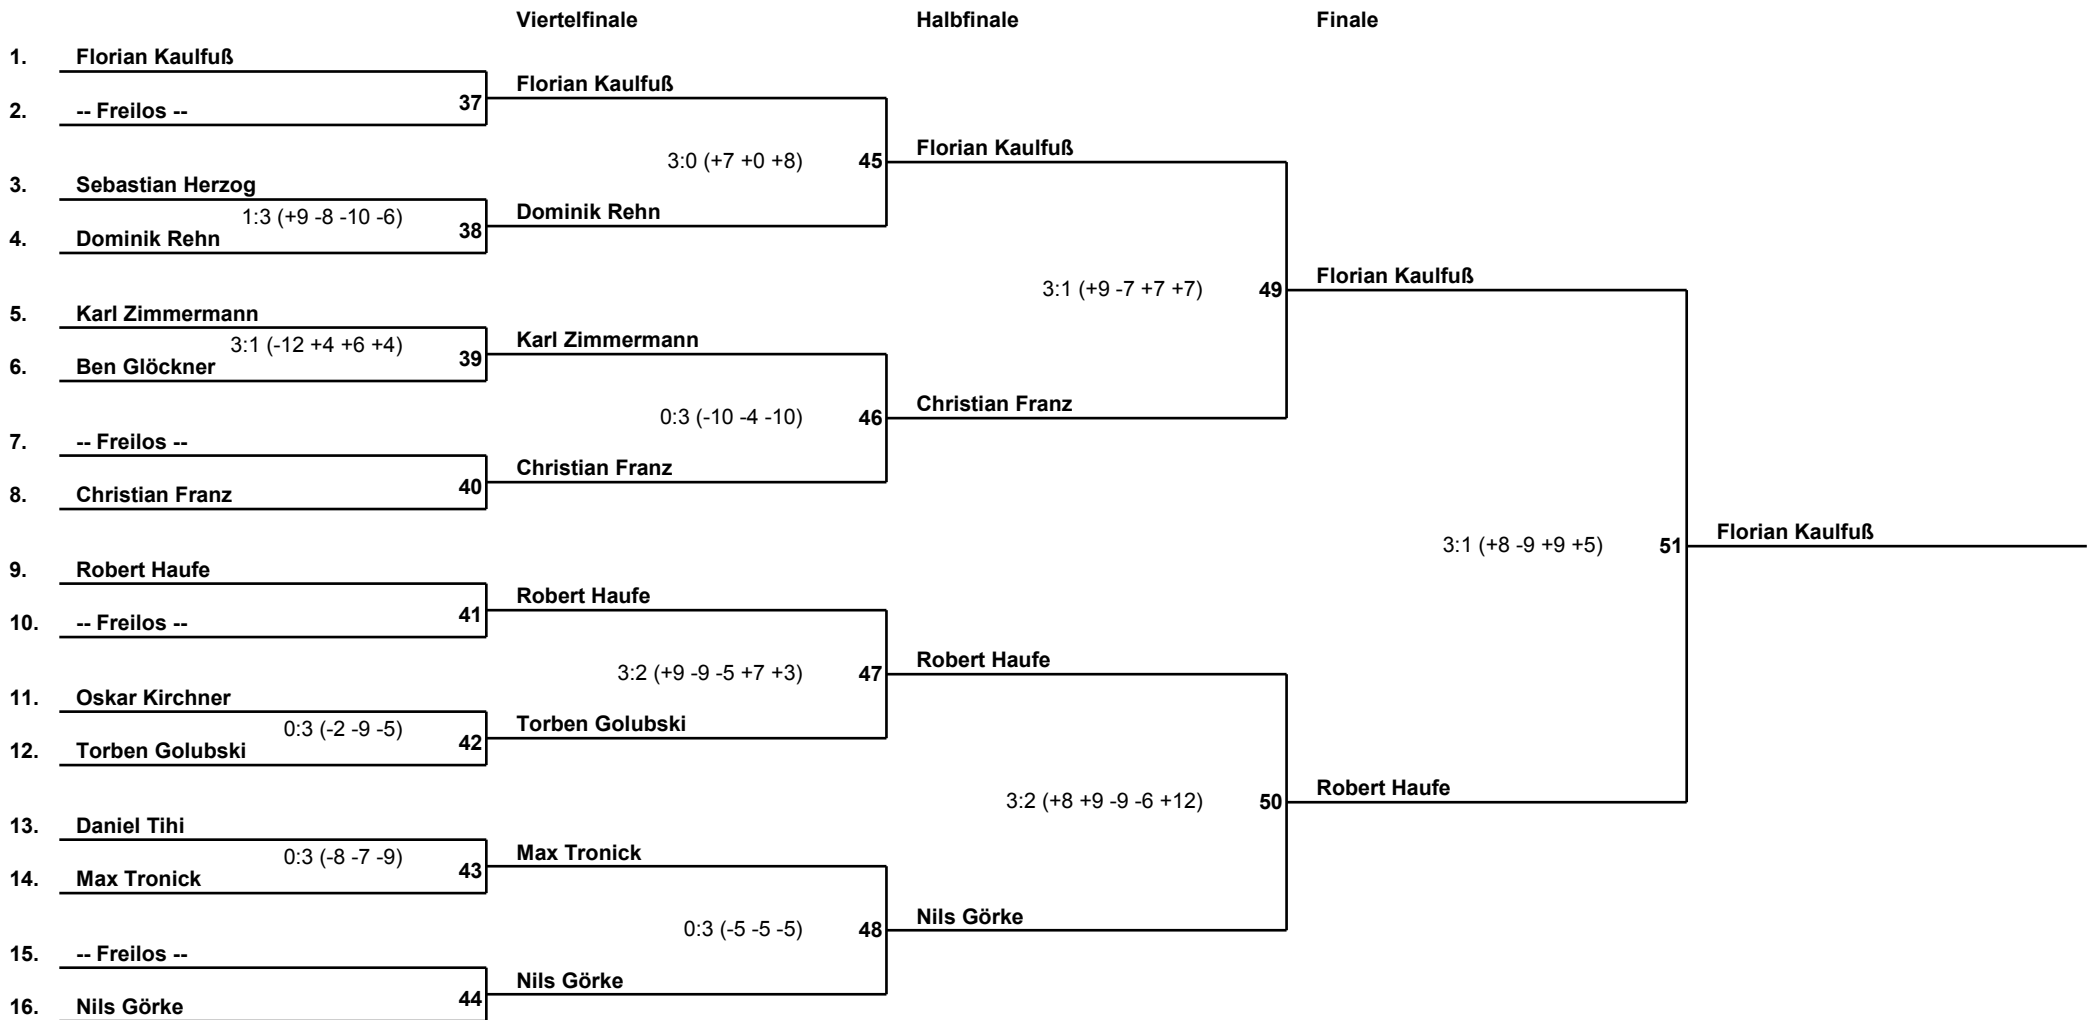 Viertelfinale Halbfinale Finale
1. Florian Kaulfuß
Florian Kaulfuß
37
2. -- Freilos --
Florian Kaulfuß
3:0 (+7 +0 +8) 45
3. Sebastian Herzog
1:3 (+9 -8 -10 -6) 38
Dominik Rehn
4. Dominik Rehn
Florian Kaulfuß
3:1 (+9 -7 +7 +7) 49
5. Karl Zimmermann
3:1 (-12 +4 +6 +4) 39
Karl Zimmermann
6. Ben Glöckner
Christian Franz
0:3 (-10 -4 -10) 46
7. -- Freilos --
Christian Franz
40
8. Christian Franz
Florian Kaulfuß
3:1 (+8 -9 +9 +5) 51
9. Robert Haufe
Robert Haufe
41
10. -- Freilos --
Robert Haufe
3:2 (+9 -9 -5 +7 +3) 47
11. Oskar Kirchner
0:3 (-2 -9 -5) 42
Torben Golubski
12. Torben Golubski
Robert Haufe
3:2 (+8 +9 -9 -6 +12) 50
13. Daniel Tihi
0:3 (-8 -7 -9) 43
Max Tronick
14. Max Tronick
Nils Görke
0:3 (-5 -5 -5) 48
15. -- Freilos --
Nils Görke
44
16. Nils Görke